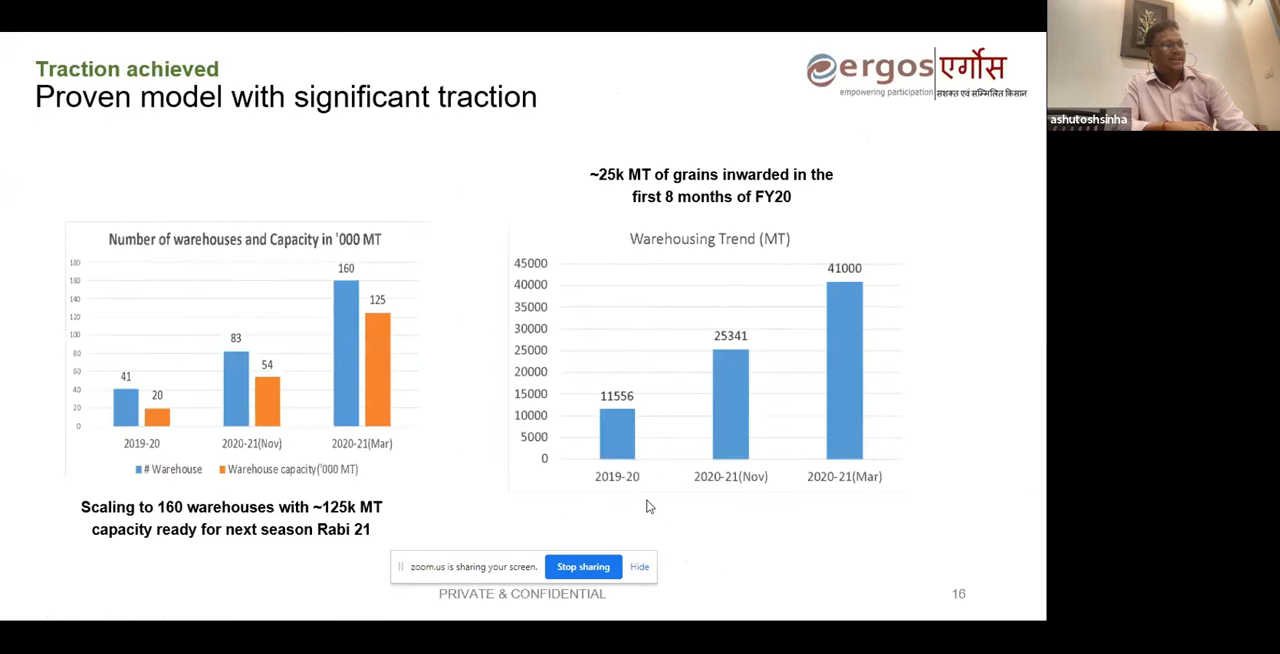 Traction achieved
Proven model with significant traction
ergos
empowering participation
एर्गोस
सशक्त एवं सम्मिलित किसान
ashutoshsinha
~25k MT of grains inwarded in the
first 8 months of FY20
Number of warehouses and Capacity in '000 MT
180
160
140
120
100
80
60
40
20
0
41
20
83
54
160
125
2019-20
2020-21(Nov)
2020-21(Mar)
# Warehouse
Warehouse capacity('000 MT)
Scaling to 160 warehouses with ~125k MT
capacity ready for next season Rabi 21
Warehousing Trend (MT)
45000
40000
35000
30000
25000
20000
15000
10000
5000
0
11556
25341
41000
2019-20
2020-21(Nov)
2020-21(Mar)
zoom.us is sharing your screen.
Stop sharing
Hide
PRIVATE & CONFIDENTIAL
16